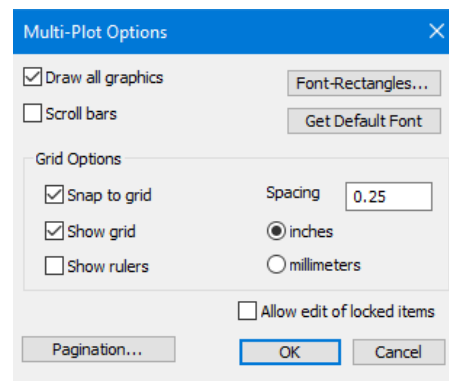 Multi-Plot Options
Draw all graphics
Font-Rectangles...
Scroll bars
Get Default Font
Grid Options
Snap to grid
Spacing 0.25
Show grid
inches
Show rulers
millimeters
Allow edit of locked items
Pagination...
OK
Cancel